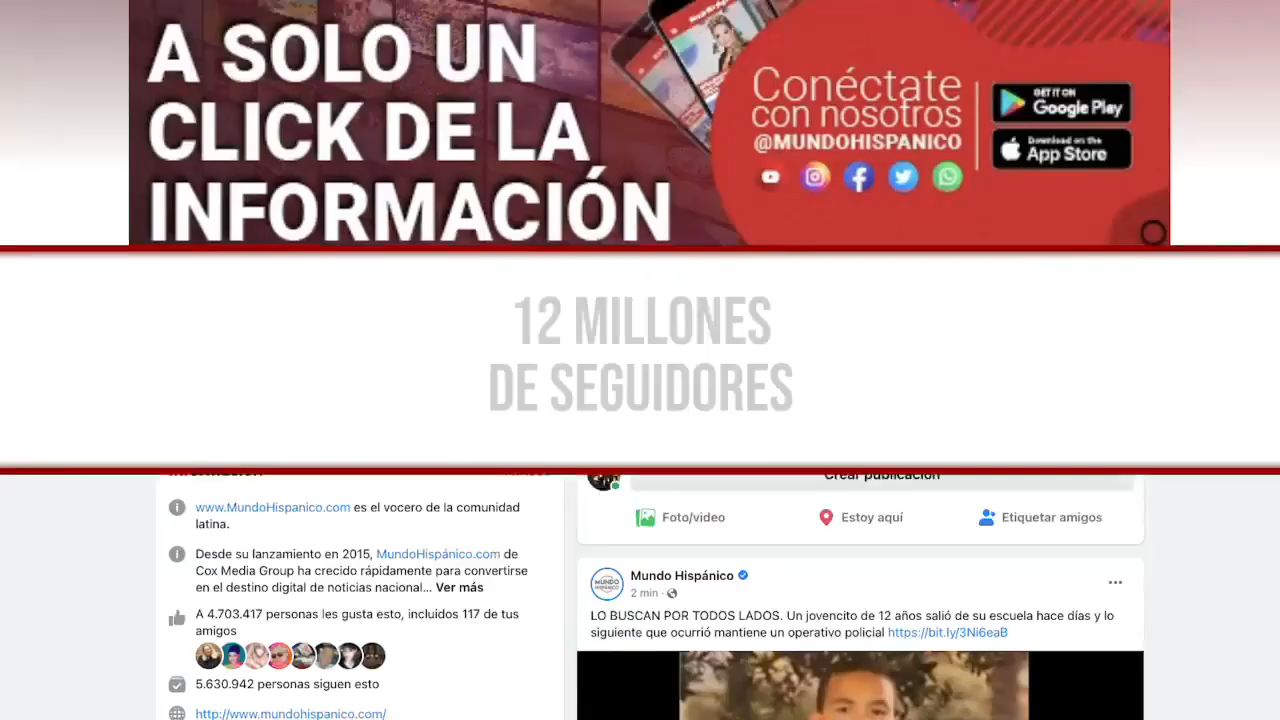 A SOLO UN
CLICK DE LA
INFORMACIÓN
Conéctate
con nosotros
@MUNDOHISPANICO
GET IT ON
Google Play
Download on the
App Store
12 MILLONES
DE SEGUIDORES
www.MundoHispanico.com es el vocero de la comunidad
latina.
Desde su lanzamiento en 2015, MundoHispánico.com de
Cox Media Group ha crecido rápidamente para convertirse
en el destino digital de noticias nacional... Ver más
A 4.703.417 personas les gusta esto, incluidos 117 de tus
amigos
5.630.942 personas siguen esto
http://www.mundohispanico.com/
Crear publicación
Foto/video
Estoy aquí
Etiquetar amigos
MUNDO
HISPÁNICO
Mundo Hispánico
2 min ·
LO BUSCAN POR TODOS LADOS. Un jovencito de 12 años salió de su escuela hace días y lo
siguiente que ocurrió mantiene un operativo policial https://bit.ly/3Ni6eaB